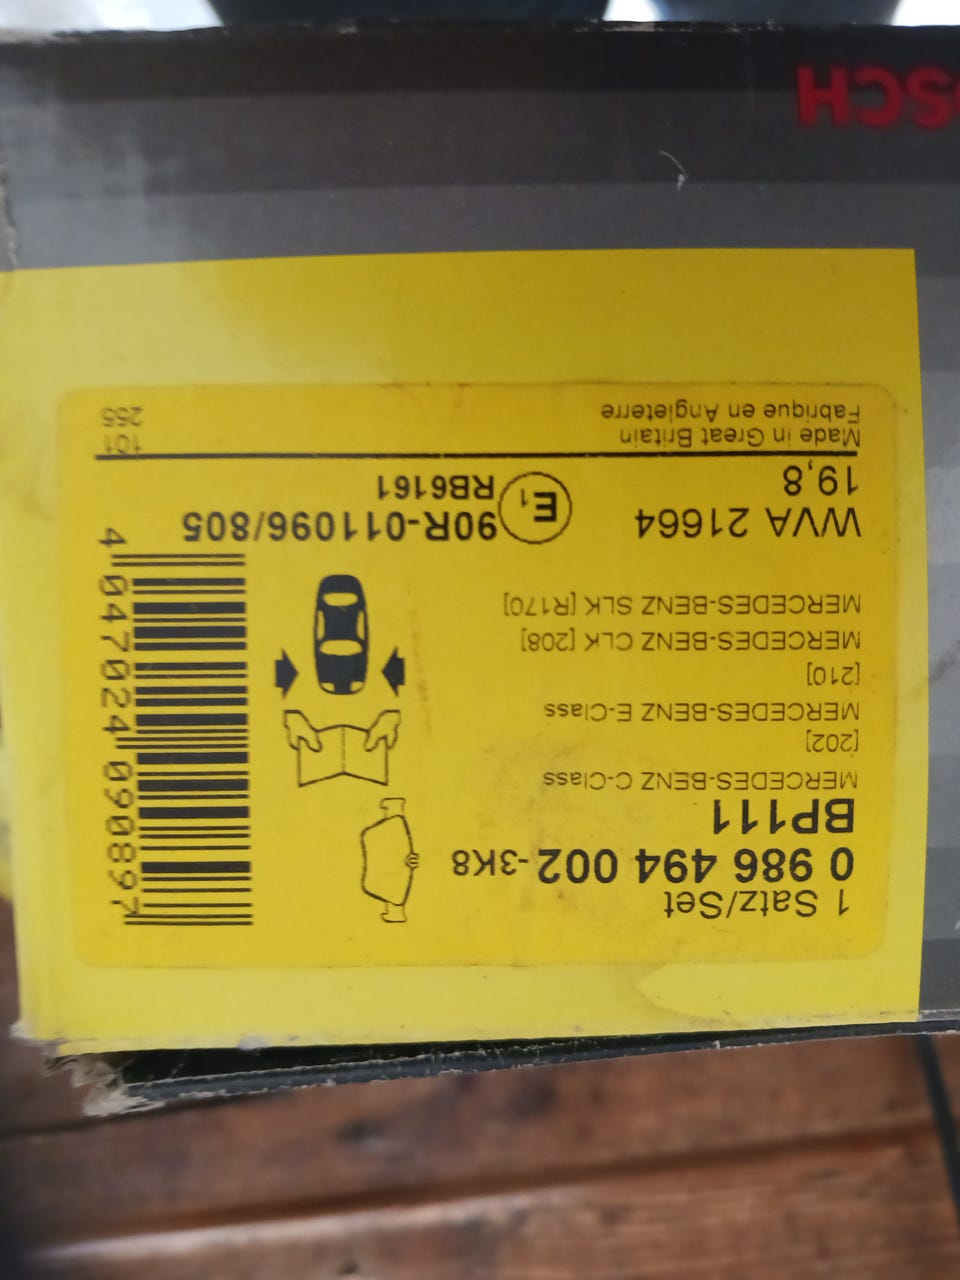 1 Satz/Set
0 986 494 002-3K8
BP111
MERCEDES-BENZ C-Class
[202]
MERCEDES-BENZ E-Class
[210]
MERCEDES-BENZ CLK [208]
MERCEDES-BENZ SLK [R170]
WVA 21664
19,8
E1
90R-011096/805
RB6161
Made in Great Britain
Fabrique en Angleterre
101
255
4 047024 090897
OSCH